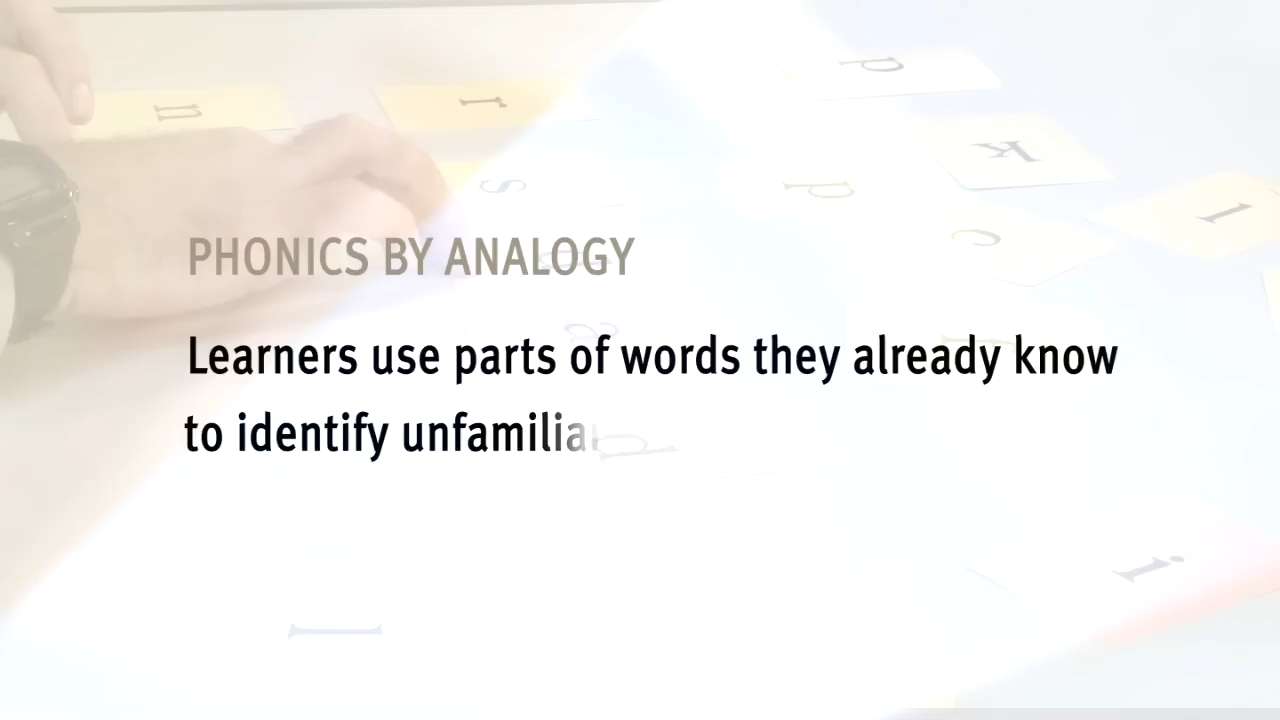 PHONICS BY ANALOGY
Learners use parts of words they already know
to identify unfamilia
n
r
s
p
k
l
p
c
i